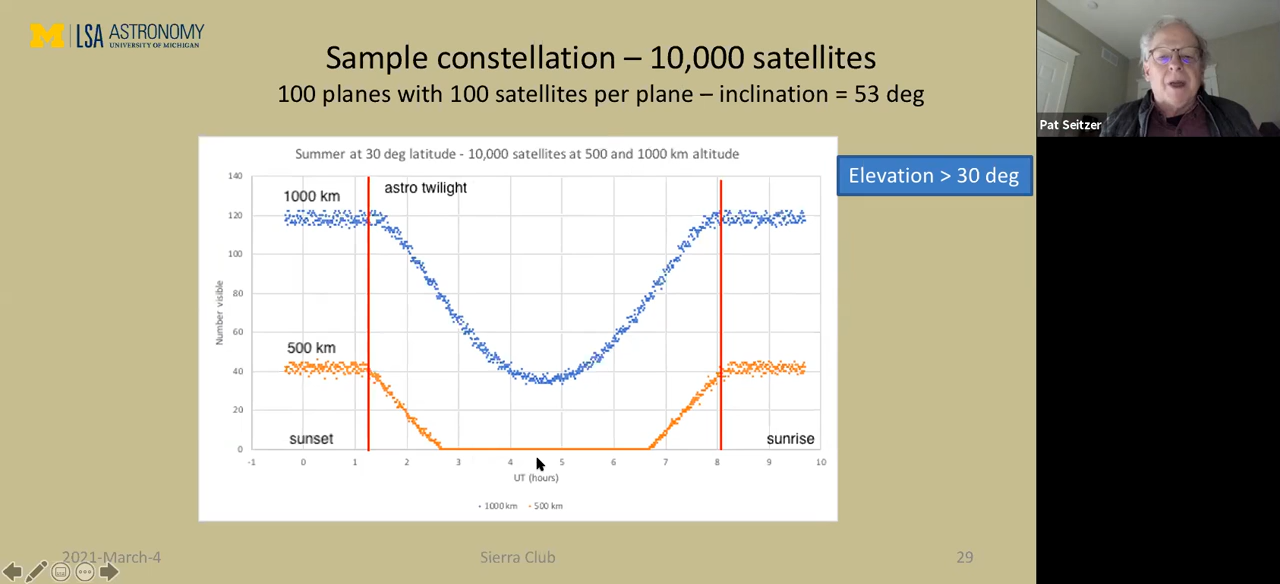 M | LSA ASTRONOMY
UNIVERSITY OF MICHIGAN
Sample constellation – 10,000 satellites
100 planes with 100 satellites per plane – inclination = 53 deg
Pat Seitzer
Summer at 30 deg latitude - 10,000 satellites at 500 and 1000 km altitude
Elevation > 30 deg
140
astro twilight
1000 km
120
100
80
Number visible
60
500 km
40
20
sunset
sunrise
0
-1 0 1 2 3 4 5 6 7 8 9 10
UT (hours)
1000 km 500 km
2021-March-4
Sierra Club
29